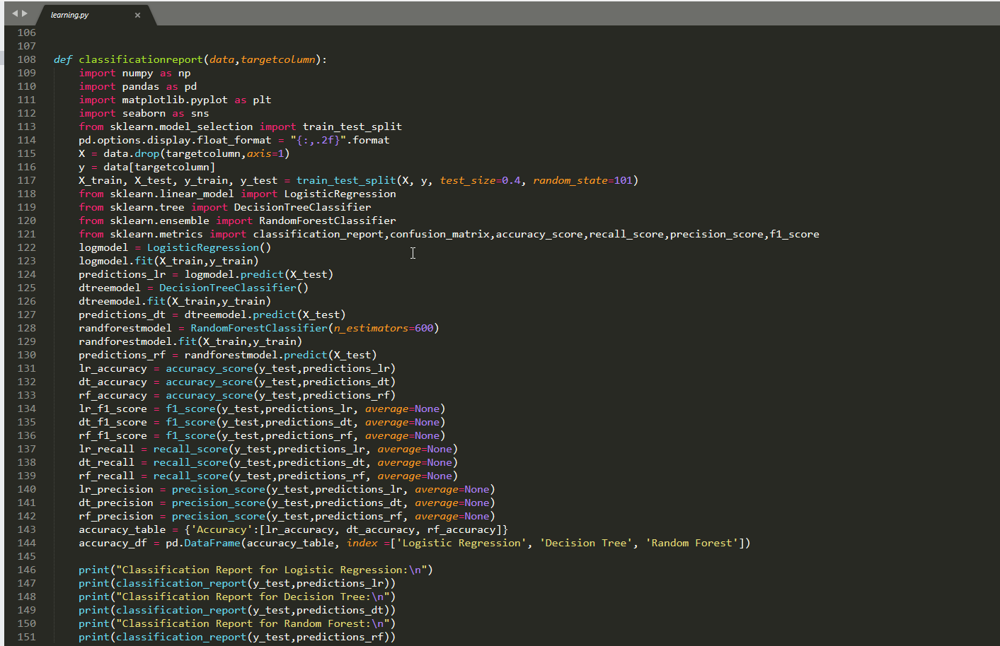 learning.py ×
106
107
108 def classificationreport(data,targetcolumn):
109 import numpy as np
110 import pandas as pd
111 import matplotlib.pyplot as plt
112 import seaborn as sns
113 from sklearn.model_selection import train_test_split
114 pd.options.display.float_format = "{:,.2f}".format
115 X = data.drop(targetcolumn,axis=1)
116 y = data[targetcolumn]
117 X_train, X_test, y_train, y_test = train_test_split(X, y, test_size=0.4, random_state=101)
118 from sklearn.linear_model import LogisticRegression
119 from sklearn.tree import DecisionTreeClassifier
120 from sklearn.ensemble import RandomForestClassifier
121 from sklearn.metrics import classification_report,confusion_matrix,accuracy_score,recall_score,precision_score,f1_score
122 logmodel = LogisticRegression()
123 logmodel.fit(X_train,y_train)
124 predictions_lr = logmodel.predict(X_test)
125 dtreemodel = DecisionTreeClassifier()
126 dtreemodel.fit(X_train,y_train)
127 predictions_dt = dtreemodel.predict(X_test)
128 randforestmodel = RandomForestClassifier(n_estimators=600)
129 randforestmodel.fit(X_train,y_train)
130 predictions_rf = randforestmodel.predict(X_test)
131 lr_accuracy = accuracy_score(y_test,predictions_lr)
132 dt_accuracy = accuracy_score(y_test,predictions_dt)
133 rf_accuracy = accuracy_score(y_test,predictions_rf)
134 lr_f1_score = f1_score(y_test,predictions_lr, average=None)
135 dt_f1_score = f1_score(y_test,predictions_dt, average=None)
136 rf_f1_score = f1_score(y_test,predictions_rf, average=None)
137 lr_recall = recall_score(y_test,predictions_lr, average=None)
138 dt_recall = recall_score(y_test,predictions_dt, average=None)
139 rf_recall = recall_score(y_test,predictions_rf, average=None)
140 lr_precision = precision_score(y_test,predictions_lr, average=None)
141 dt_precision = precision_score(y_test,predictions_dt, average=None)
142 rf_precision = precision_score(y_test,predictions_rf, average=None)
143 accuracy_table = {'Accuracy':[lr_accuracy, dt_accuracy, rf_accuracy]}
144 accuracy_df = pd.DataFrame(accuracy_table, index =['Logistic Regression', 'Decision Tree', 'Random Forest'])
145
146 print("Classification Report for Logistic Regression:\n")
147 print(classification_report(y_test,predictions_lr))
148 print("Classification Report for Decision Tree:\n")
149 print(classification_report(y_test,predictions_dt))
150 print("Classification Report for Random Forest:\n")
151 print(classification_report(y_test,predictions_rf))